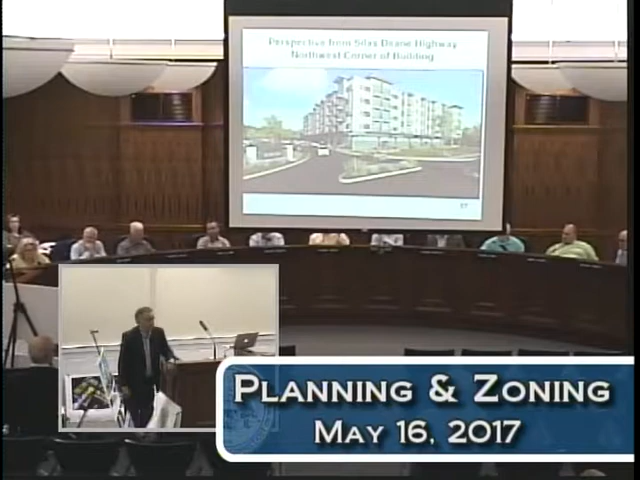 Perspective from Silas Deane Highway
Northwest Corner of Building
PLANNING & ZONING
MAY 16, 2017